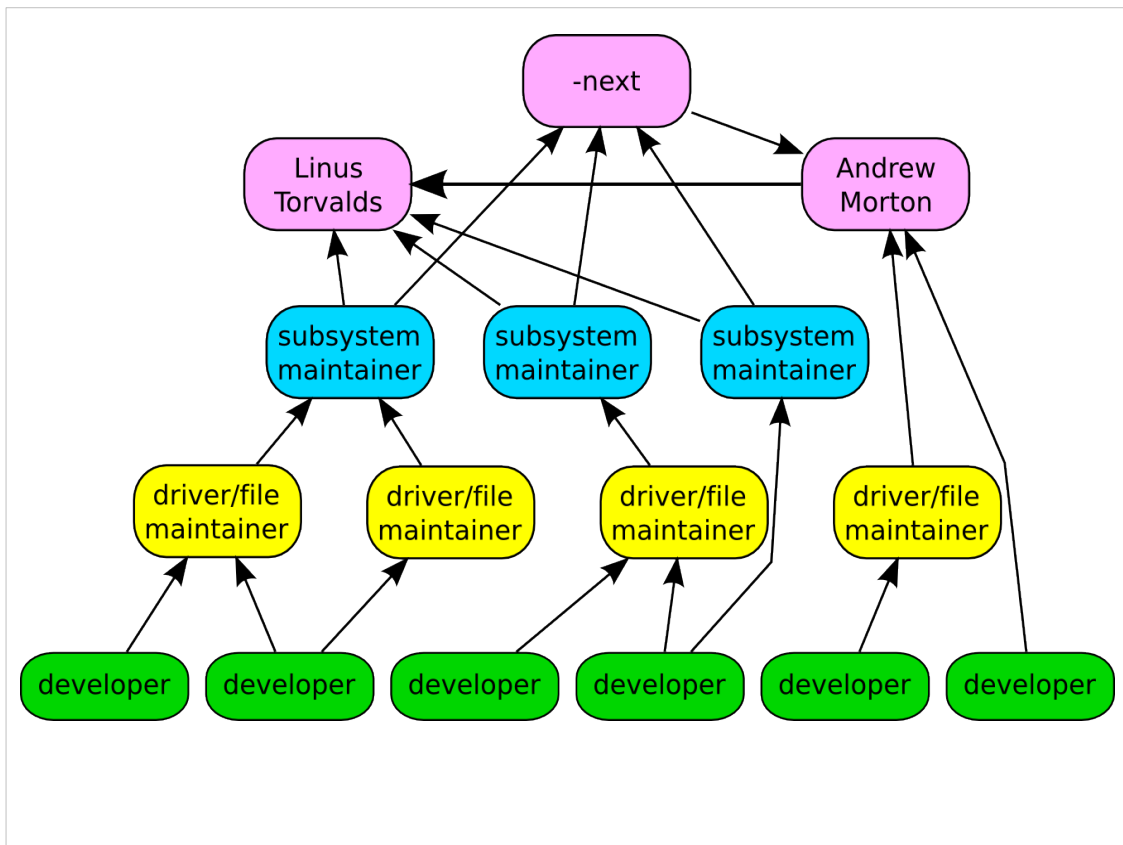 -next
Linus
Torvalds
Andrew
Morton
subsystem
maintainer
subsystem
maintainer
subsystem
maintainer
driver/file
maintainer
driver/file
maintainer
driver/file
maintainer
driver/file
maintainer
developer
developer
developer
developer
developer
developer